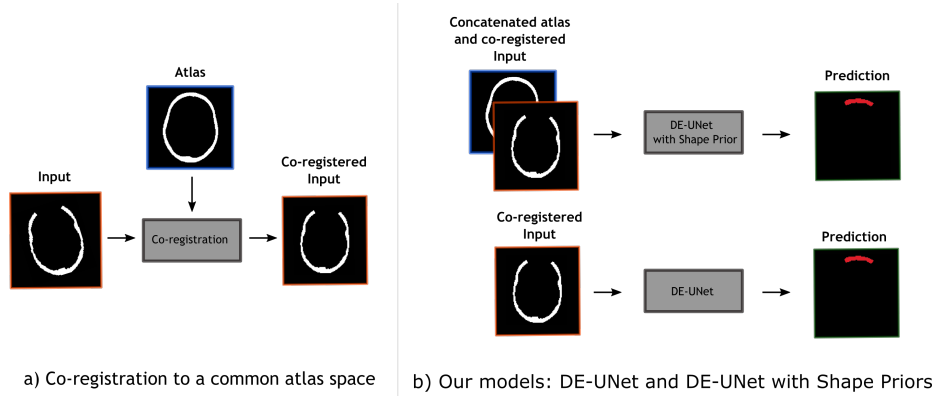 Atlas
Input
Co-registration
Co-registered
Input
a) Co-registration to a common atlas space
Concatenated atlas
and co-registered
Input
DE-UNet
with Shape Prior
Prediction
Co-registered
Input
DE-UNet
Prediction
b) Our models: DE-UNet and DE-UNet with Shape Priors